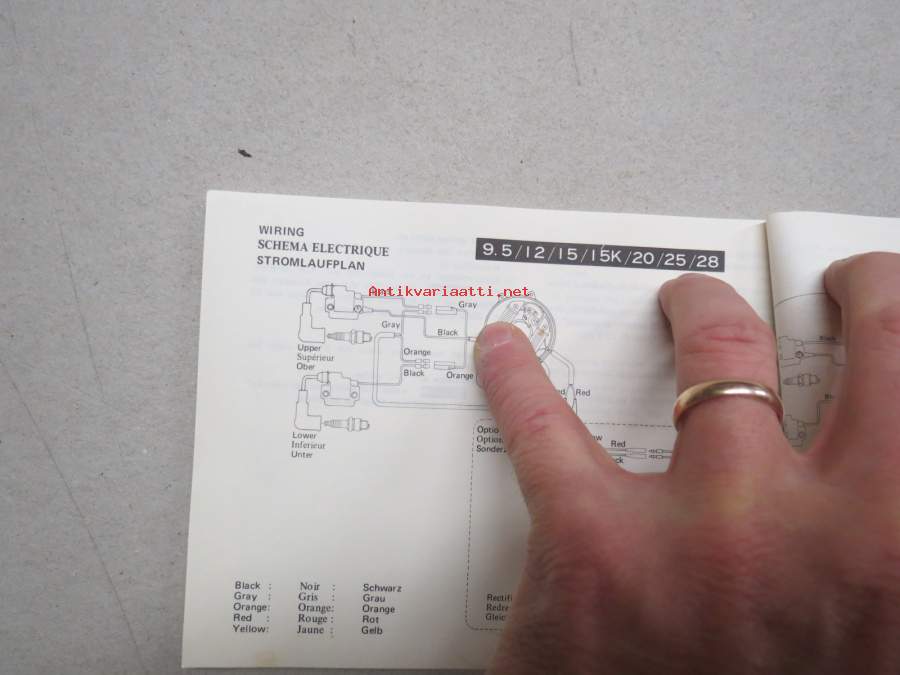 WIRING
SCHEMA ELECTRIQUE
STROMLAUFPLAN
9.5/12/15/15K/20/25/28
Antikvariaatti.net
Gray
Gray
Black
Upper
Supérieur
Ober
Orange
Black
Orange
Red
Lower
Inférieur
Unter
Red
Black : Noir : Schwarz
Gray : Gris : Grau
Orange: Orange: Orange
Red : Rouge : Rot
Yellow: Jaune : Gelb